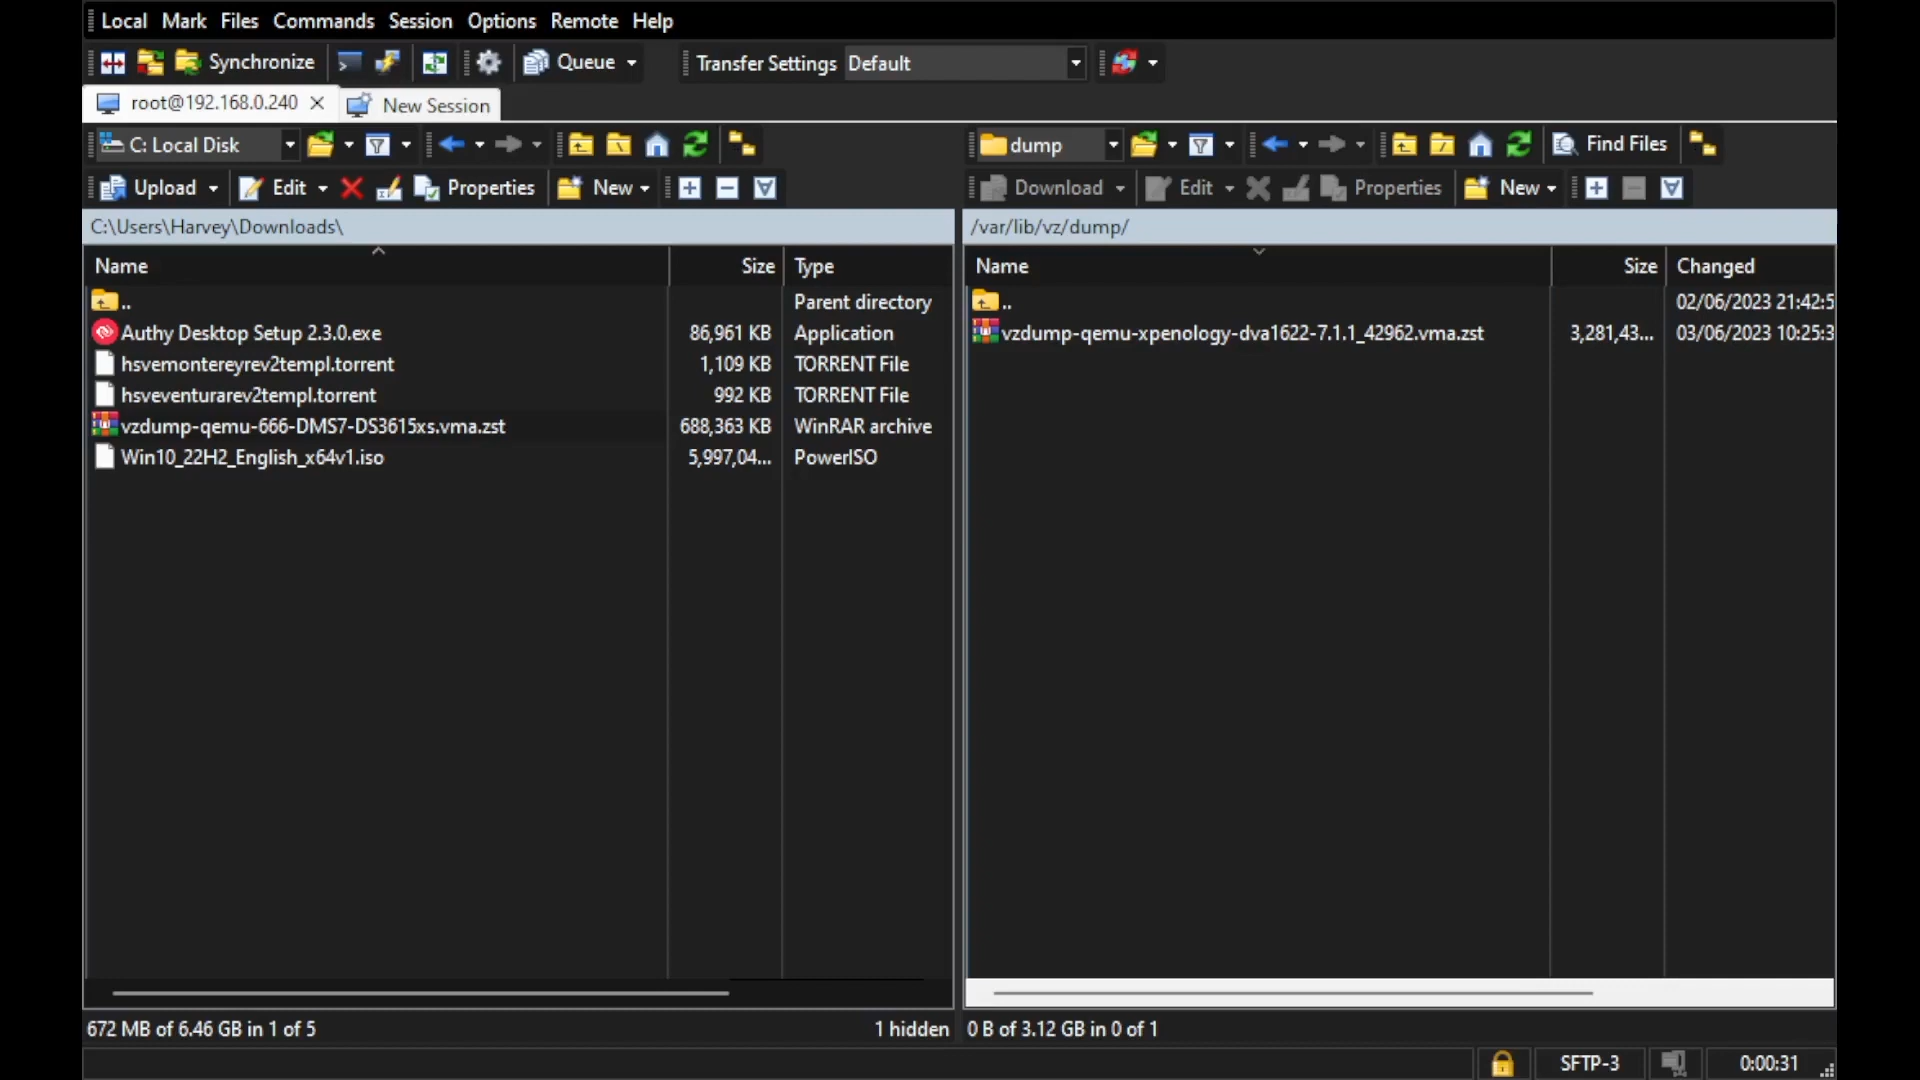 Local Mark Files Commands Session Options Remote Help
Synchronize Queue Transfer Settings Default
root@192.168.0.240 New Session
C: Local Disk dump Find Files
Upload Edit Properties New Download Edit Properties New
C:\Users\Harvey\Downloads\ /var/lib/vz/dump/
Name Size Type Name Size Changed
.. Parent directory .. 02/06/2023 21:42:5
Authy Desktop Setup 2.3.0.exe 86,961 KB Application vzdump-qemu-xpenology-dva1622-7.1.1_42962.vma.zst 3,281,43... 03/06/2023 10:25:3
hsvemontereyrev2templ.torrent 1,109 KB TORRENT File
hsveventurarev2templ.torrent 992 KB TORRENT File
vzdump-qemu-666-DMS7-DS3615xs.vma.zst 688,363 KB WinRAR archive
Win10_22H2_English_x64v1.iso 5,997,04... PowerISO
672 MB of 6.46 GB in 1 of 5 1 hidden 0 B of 3.12 GB in 0 of 1
SFTP-3 0:00:31